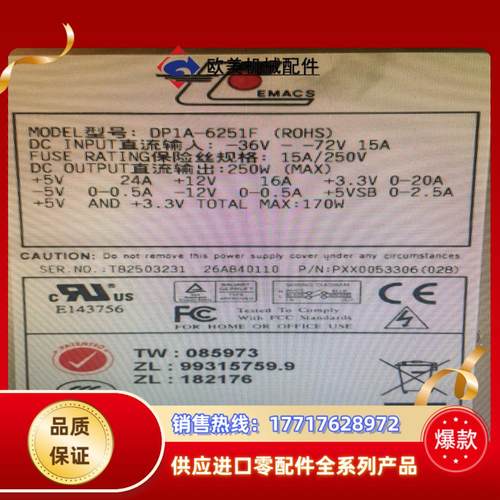 欧美机械配件
EMACS
MODEL型号: DP1A-6251F (ROHS)
DC INPUT直流输入: -36V - -72V 15A
FUSE RATING保险丝规格: 15A/250V
DC OUTPUT直流输出: 250W (MAX)
+5V 24A +12V 16A +3.3V 0-20A
-5V 0-0.5A -12V 0-0.5A +5VSB 0-2.5A
+5V AND +3.3V TOTAL MAX:170W
CAUTION: Do not remove this power supply cover under any circumstances
SER.NO.:T82503231 26AB40110 P/N:PXX0053306(028)
c RU US
E143756
WIRING DIAGRAM
FC Tested To Comply
With FCC Standards
FOR HOME OR OFFICE USE
CE
PATENTED
TW : 085973
ZL : 99315759.9
ZL : 182176
品质
保证
销售热线: 17717628972
供应进口零配件全系列产品
爆款